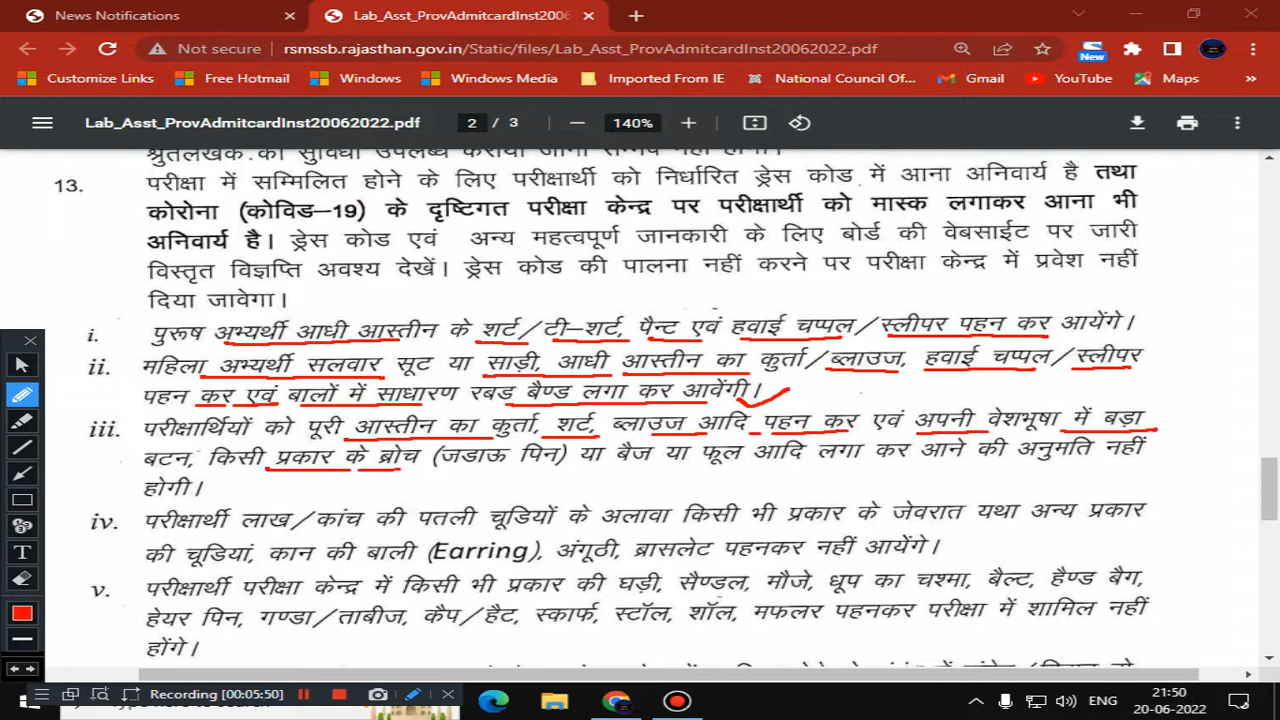 News Notifications
Lab_Asst_ProvAdmitcardInst2006
Not secure rsmssb.rajasthan.gov.in/Static/files/Lab_Asst_ProvAdmitcardInst20062022.pdf
New
Customize Links Free Hotmail Windows Windows Media Imported From IE National Council Of... Gmail YouTube Maps »
Lab_Asst_ProvAdmitcardInst20062022.pdf 2 / 3 140%
13. परीक्षा में सम्मिलित होने के लिए परीक्षार्थी को निर्धारित ड्रेस कोड में आना अनिवार्य है तथा
कोरोना (कोविड–19) के दृष्टिगत परीक्षा केन्द्र पर परीक्षार्थी को मास्क लगाकर आना भी
अनिवार्य है। ड्रेस कोड एवं अन्य महत्वपूर्ण जानकारी के लिए बोर्ड की वेबसाईट पर जारी
विस्तृत विज्ञप्ति अवश्य देखें। ड्रेस कोड की पालना नहीं करने पर परीक्षा केन्द्र में प्रवेश नहीं
दिया जावेगा।
i. पुरूष अभ्यर्थी आधी आस्तीन के शर्ट/टी–शर्ट, पैन्ट एवं हवाई चप्पल/स्लीपर पहन कर आयेंगे।
ii. महिला अभ्यर्थी सलवार सूट या साड़ी, आधी आस्तीन का कुर्ता/ब्लाउज, हवाई चप्पल/स्लीपर
पहन कर एवं बालों में साधारण रबड बैण्ड लगा कर आवेंगी।
iii. परीक्षार्थियों को पूरी आस्तीन का कुर्ता, शर्ट, ब्लाउज आदि पहन कर एवं अपनी वेशभूषा में बड़ा
बटन, किसी प्रकार के ब्रोच (जडाऊ पिन) या बैज या फूल आदि लगा कर आने की अनुमति नहीं
होगी।
iv. परीक्षार्थी लाख/कांच की पतली चूडियों के अलावा किसी भी प्रकार के जेवरात यथा अन्य प्रकार
की चूडियां, कान की बाली (Earring), अंगूठी, ब्रासलेट पहनकर नहीं आयेंगे।
v. परीक्षार्थी परीक्षा केन्द्र में किसी भी प्रकार की घड़ी, सैण्डल, मौजे, धूप का चश्मा, बैल्ट, हैण्ड बैग,
हेयर पिन, गण्डा/ताबीज, कैप/हैट, स्कार्फ, स्टॉल, शॉल, मफलर पहनकर परीक्षा में शामिल नहीं
होंगे।
T
Recording [00:05:50]
ENG
21:50
20-06-2022